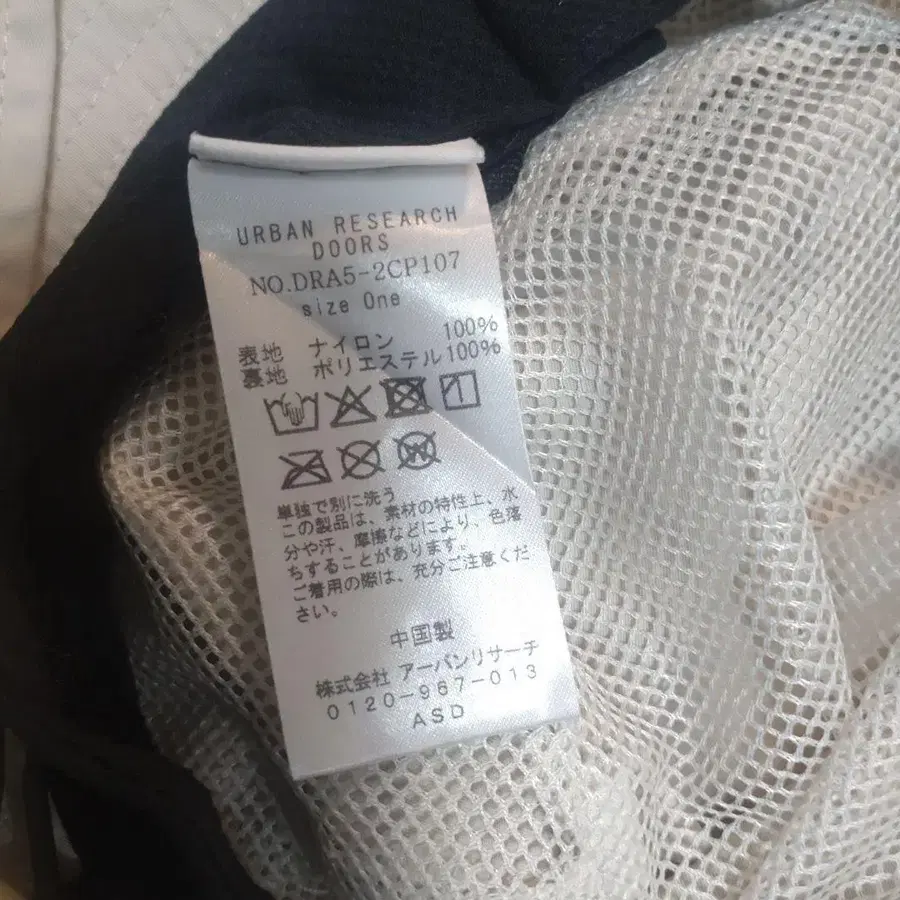 URBAN RESEARCH
DOORS
NO.DRA5-2CP107
size One
表地 ナイロン 100%
裏地 ポリエステル 100%
単独で別に洗う
この製品は、素材の特性上、水
分や汗、摩擦などにより、色落
ちすることがあります。
ご着用の際は、充分ご注意くだ
さい。
中国製
株式会社 アーバンリサーチ
0120-967-013
ASD